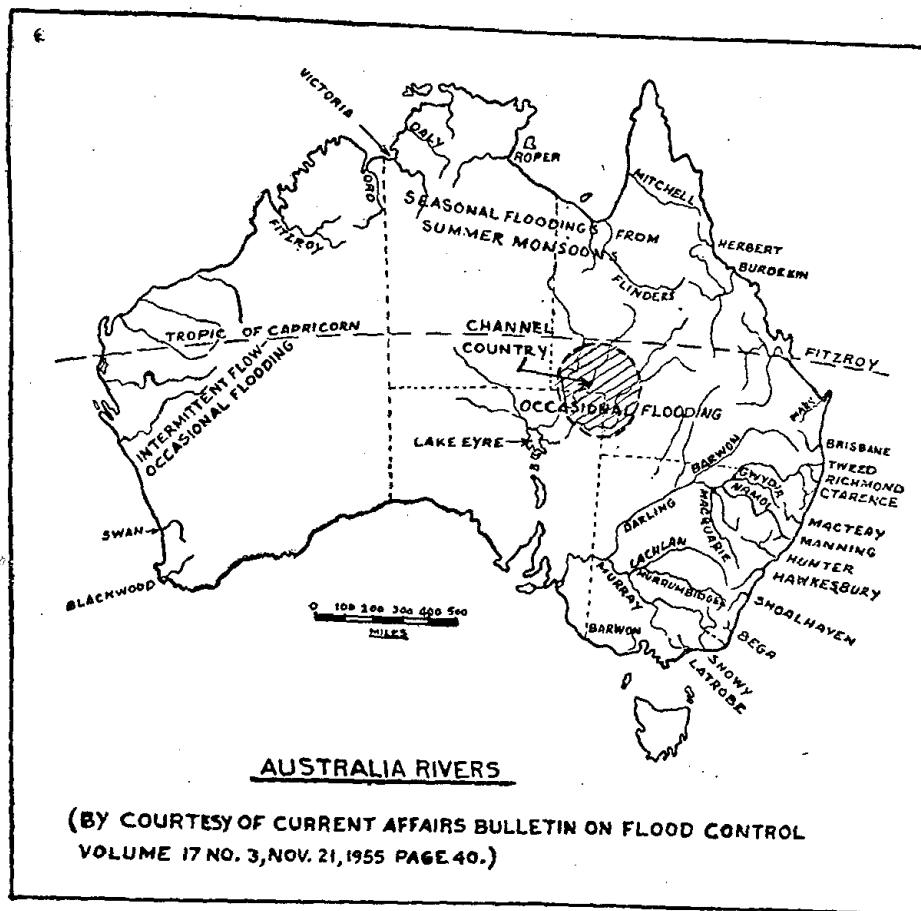 €
VICTORIA
DALY
ROPER
ORD
FITZROY
MITCHELL
SEASONAL FLOODINGS FROM
SUMMER MONSOONS
HERBERT
BURDEKIN
FLINDERS
TROPIC OF CAPRICORN
CHANNEL
COUNTRY
FITZROY
INTERMITTENT FLOW-
OCCASIONAL FLOODING
OCCASIONAL FLOODING
MARY
LAKE EYRE
BARWON
BRISBANE
TWEED
RICHMOND
CTARENCE
GWYDIR
NAMOI
MACQUARIE
DARLING
MACTEAY
MANNING
HUNTER
HAWKESBURY
SWAN
LACHLAN
MURRUMBIDGEE
MURRAY
SHOALHAVEN
BLACKWOOD
BARWON
BEGA
SNOWY
LATROBE
0 100 200 300 400 500
MILES
AUSTRALIA RIVERS
(BY COURTESY OF CURRENT AFFAIRS BULLETIN ON FLOOD CONTROL
VOLUME 17 NO. 3, NOV. 21, 1955 PAGE 40.)